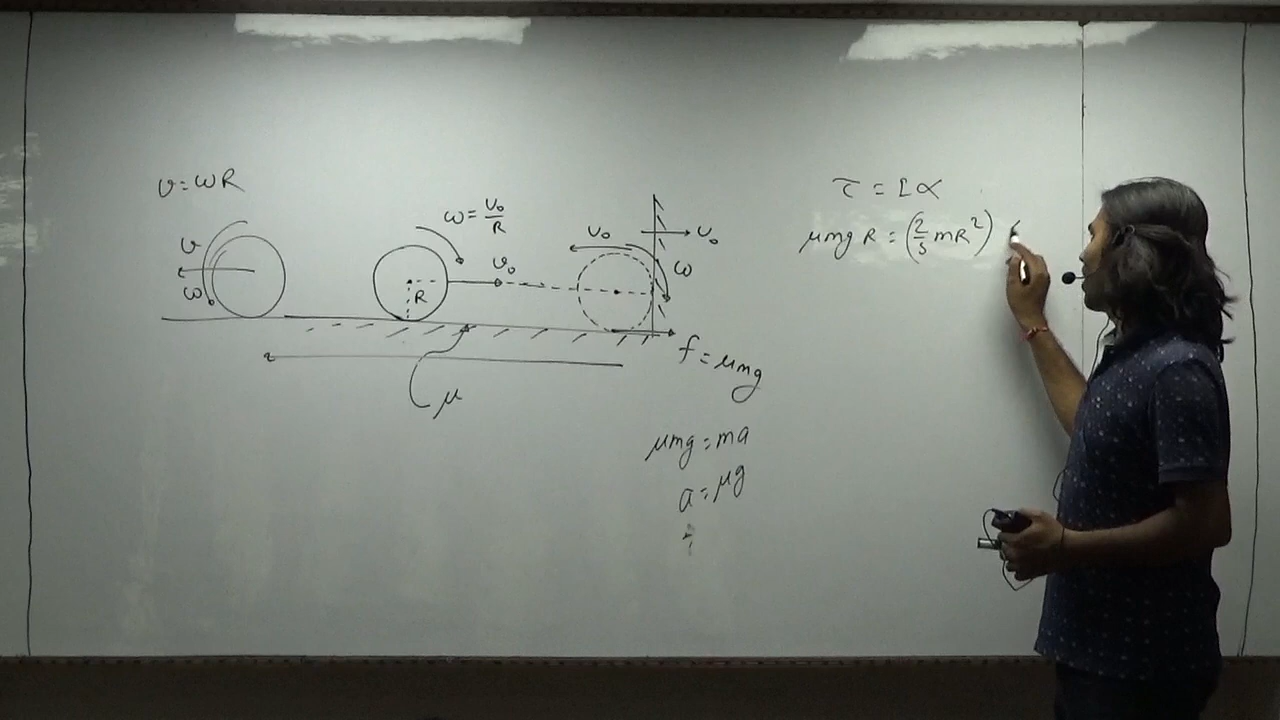 v = ωR
v
ω
ω = v₀/R
v₀
R
μ
v₀
v₀
ω
f = μmg
μmg = ma
a = μg
τ = Iα
μmg R = (2/5 mR²)